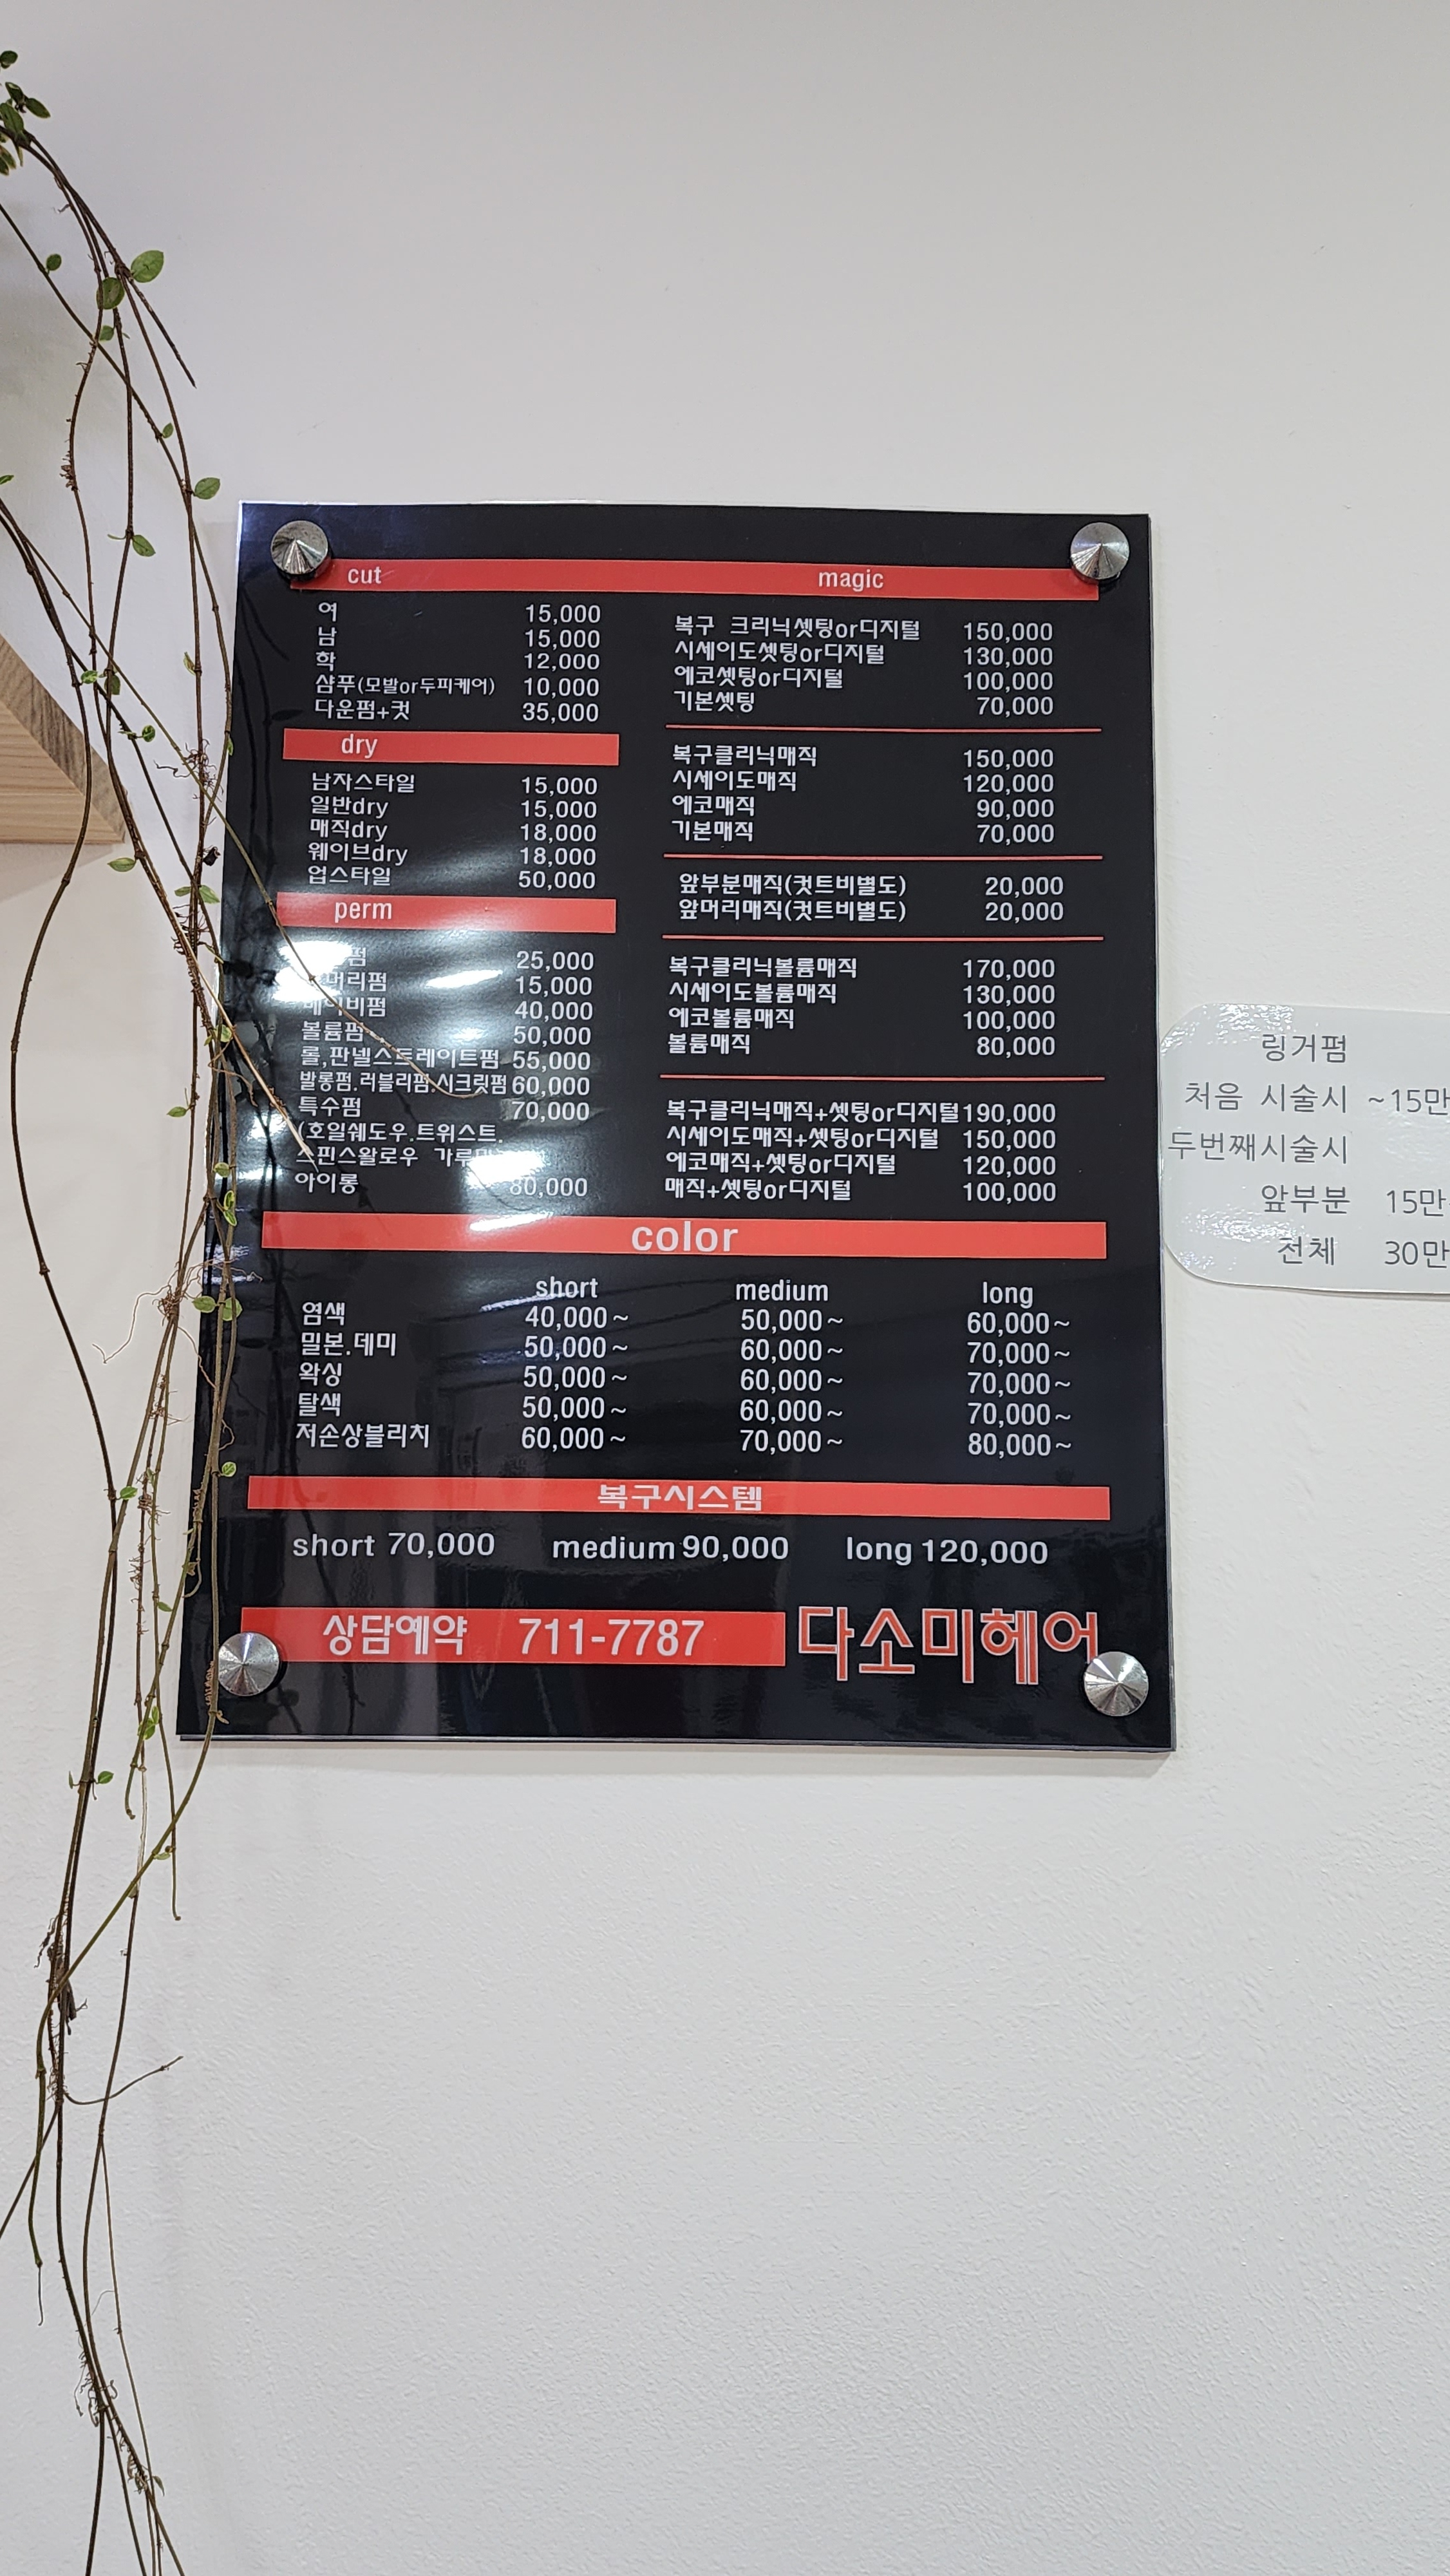 cut
여 15,000
남 15,000
학 12,000
샴푸(모발or두피케어) 10,000
다운펌+컷 35,000
dry
남자스타일 15,000
일반dry 15,000
매직dry 18,000
웨이브dry 18,000
업스타일 50,000
perm
25,000
15,000
베이비펌 40,000
볼륨펌 50,000
롤,판넬스트레이트펌 55,000
발롱펌.러블리펌.시크릿펌 60,000
특수펌 70,000
(호일쉐도우.트위스트.
스핀스왈로우
아이롱 80,000
magic
복구 크리닉셋팅or디지털 150,000
시세이도셋팅or디지털 130,000
에코셋팅or디지털 100,000
기본셋팅 70,000
복구클리닉매직 150,000
시세이도매직 120,000
에코매직 90,000
기본매직 70,000
앞부분매직(컷트비별도) 20,000
앞머리매직(컷트비별도) 20,000
복구클리닉볼륨매직 170,000
시세이도볼륨매직 130,000
에코볼륨매직 100,000
볼륨매직 80,000
복구클리닉매직+셋팅or디지털 190,000
시세이도매직+셋팅or디지털 150,000
에코매직+셋팅or디지털 120,000
매직+셋팅or디지털 100,000
color
short medium long
염색 40,000~ 50,000~ 60,000~
밀본.데미 50,000~ 60,000~ 70,000~
왁싱 50,000~ 60,000~ 70,000~
탈색 50,000~ 60,000~ 70,000~
저손상블리치 60,000~ 70,000~ 80,000~
복구시스템
short 70,000 medium 90,000 long 120,000
상담예약 711-7787 다소미헤어
링거펌
처음 시술시 ~15만
두번째시술시
앞부분 15만
전체 30만